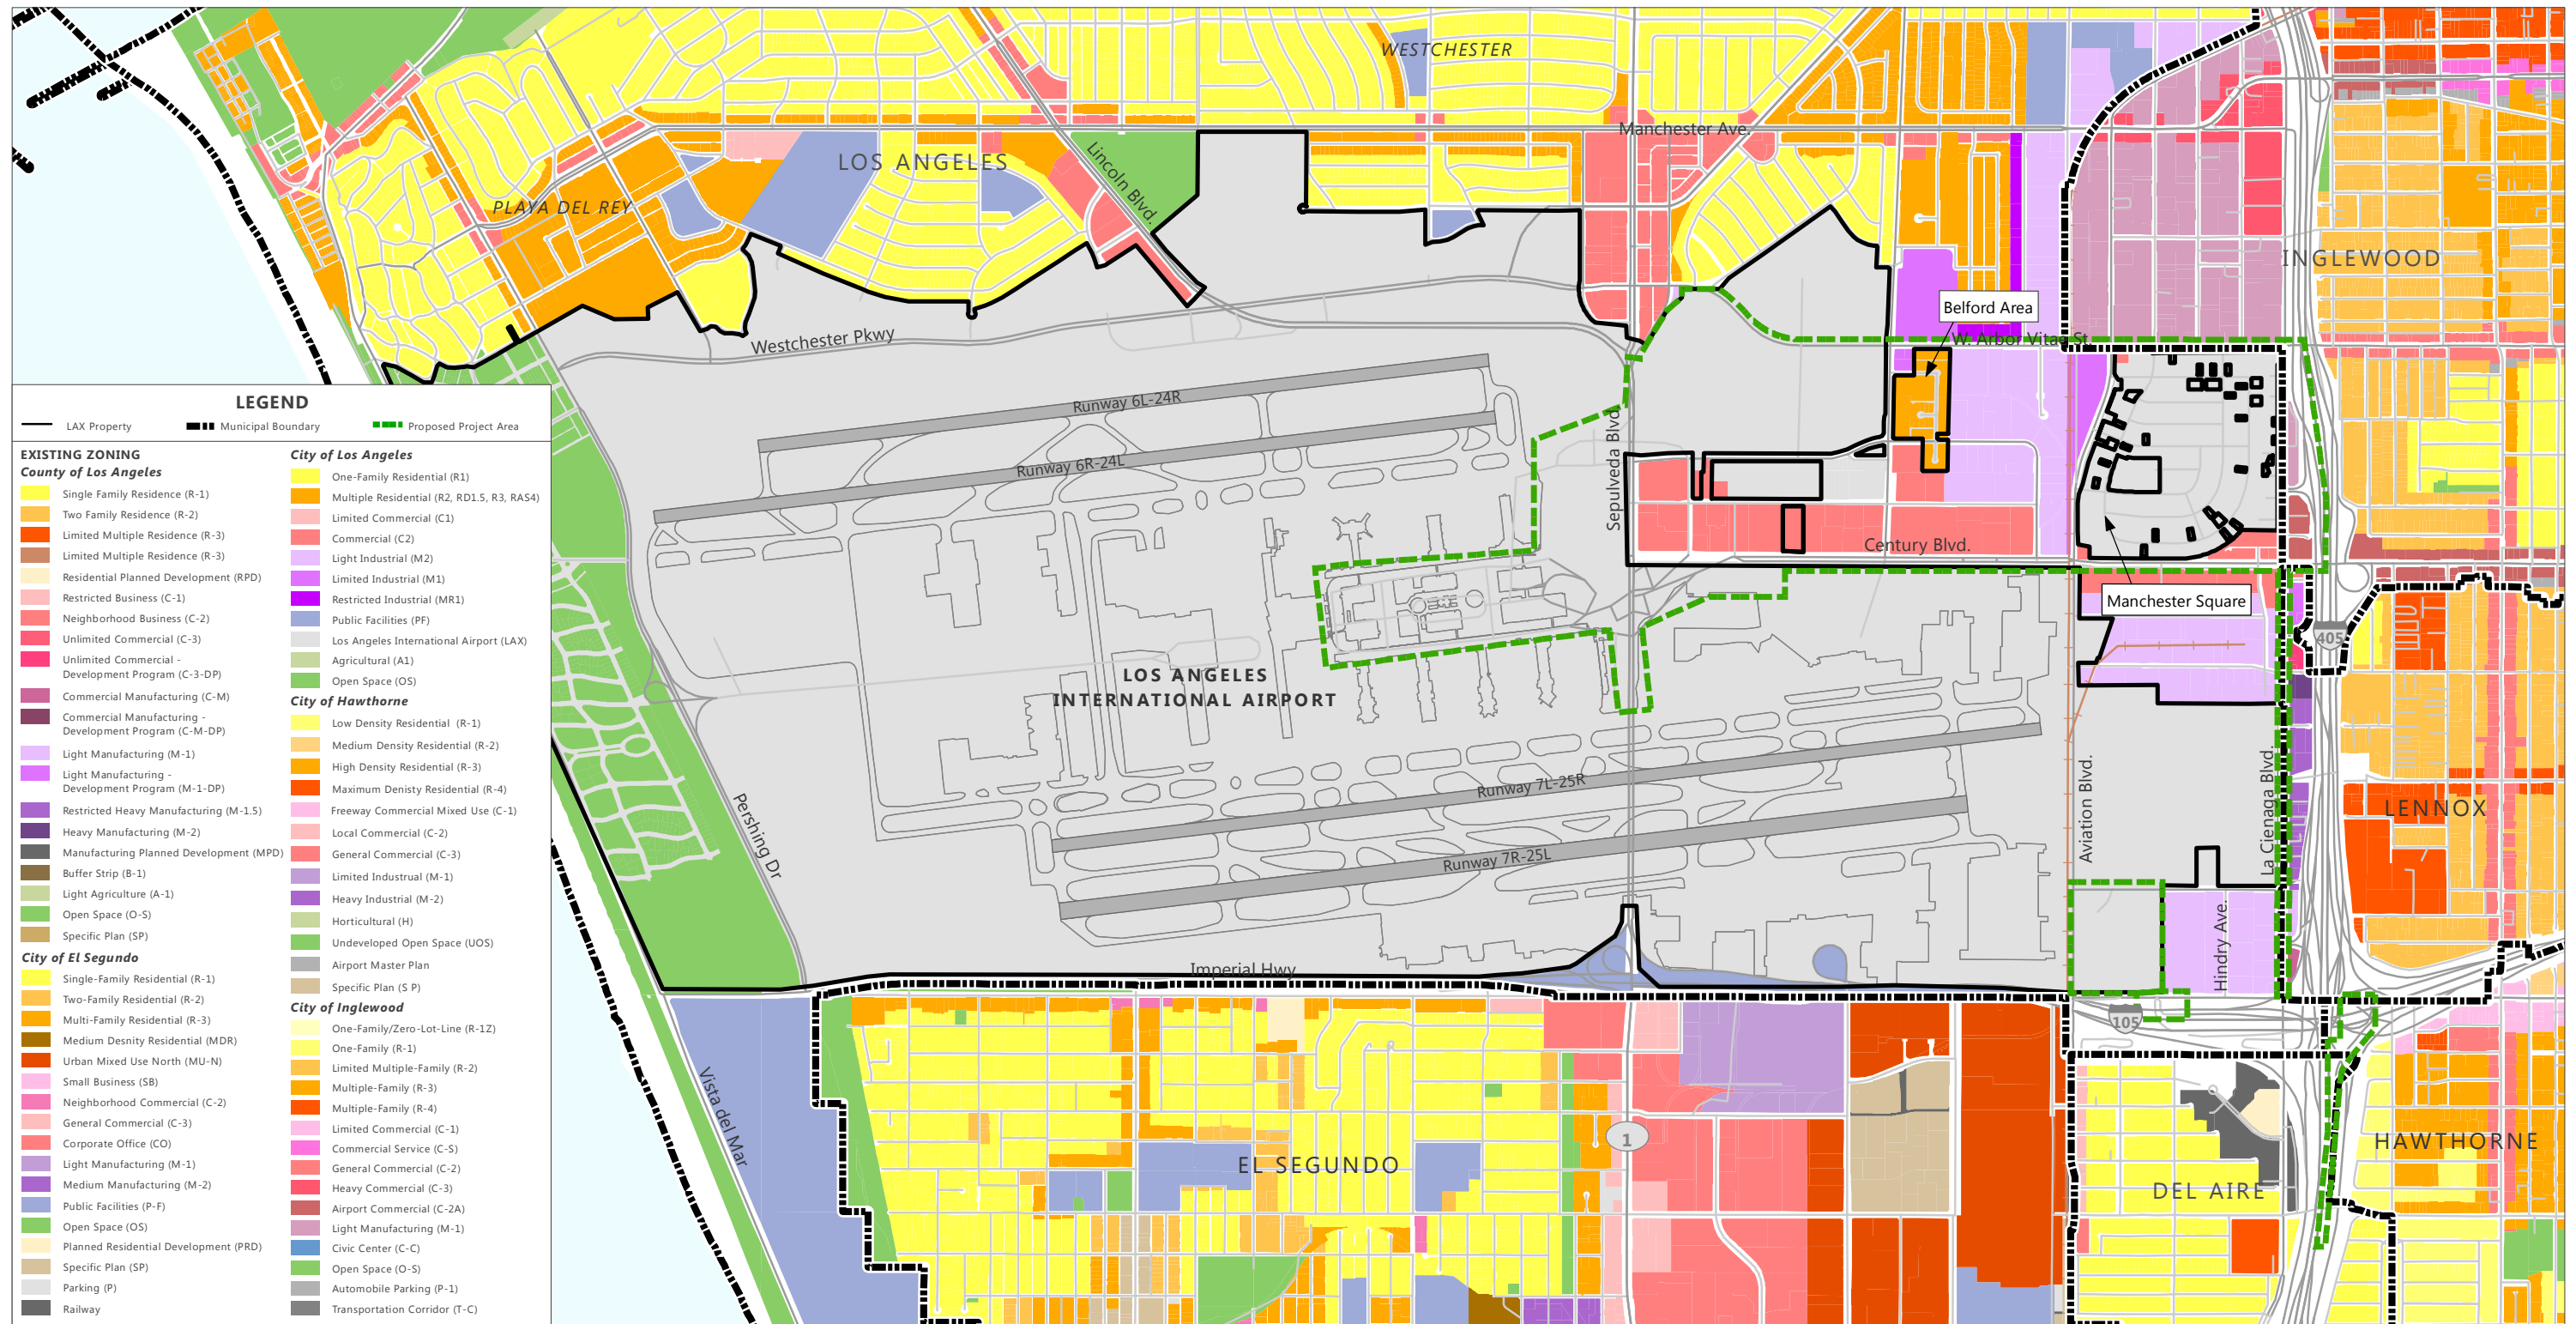 WESTCHESTER
Manchester Ave.
LOS ANGELES
Lincoln Blvd.
PLAYA DEL REY
INGLEWOOD
Belford Area
W. Arbor Vitae St.
Westchester Pkwy
Runway 6L-24R
Runway 6R-24L
Sepulveda Blvd.
Century Blvd.
Manchester Square
405
LOS ANGELES
INTERNATIONAL AIRPORT
Runway 7L-25R
Runway 7R-25L
Pershing Dr
Aviation Blvd.
La Cienaga Blvd.
LENNOX
Hindry Ave.
Imperial Hwy
105
Vista del Mar
1
EL SEGUNDO
HAWTHORNE
DEL AIRE
LEGEND
LAX Property
Municipal Boundary
Proposed Project Area
EXISTING ZONING
County of Los Angeles
Single Family Residence (R-1)
Two Family Residence (R-2)
Limited Multiple Residence (R-3)
Limited Multiple Residence (R-3)
Residential Planned Development (RPD)
Restricted Business (C-1)
Neighborhood Business (C-2)
Unlimited Commercial (C-3)
Unlimited Commercial -
Development Program (C-3-DP)
Commercial Manufacturing (C-M)
Commercial Manufacturing -
Development Program (C-M-DP)
Light Manufacturing (M-1)
Light Manufacturing -
Development Program (M-1-DP)
Restricted Heavy Manufacturing (M-1.5)
Heavy Manufacturing (M-2)
Manufacturing Planned Development (MPD)
Buffer Strip (B-1)
Light Agriculture (A-1)
Open Space (O-S)
Specific Plan (SP)
City of El Segundo
Single-Family Residential (R-1)
Two-Family Residential (R-2)
Multi-Family Residential (R-3)
Medium Desnity Residential (MDR)
Urban Mixed Use North (MU-N)
Small Business (SB)
Neighborhood Commercial (C-2)
General Commercial (C-3)
Corporate Office (CO)
Light Manufacturing (M-1)
Medium Manufacturing (M-2)
Public Facilities (P-F)
Open Space (OS)
Planned Residential Development (PRD)
Specific Plan (SP)
Parking (P)
Railway
City of Los Angeles
One-Family Residential (R1)
Multiple Residential (R2, RD1.5, R3, RAS4)
Limited Commercial (C1)
Commercial (C2)
Light Industrial (M2)
Limited Industrial (M1)
Restricted Industrial (MR1)
Public Facilities (PF)
Los Angeles International Airport (LAX)
Agricultural (A1)
Open Space (OS)
City of Hawthorne
Low Density Residential (R-1)
Medium Density Residential (R-2)
High Density Residential (R-3)
Maximum Denisty Residential (R-4)
Freeway Commercial Mixed Use (C-1)
Local Commercial (C-2)
General Commercial (C-3)
Limited Industrual (M-1)
Heavy Industrial (M-2)
Horticultural (H)
Undeveloped Open Space (UOS)
Airport Master Plan
Specific Plan (S P)
City of Inglewood
One-Family/Zero-Lot-Line (R-1Z)
One-Family (R-1)
Limited Multiple-Family (R-2)
Multiple-Family (R-3)
Multiple-Family (R-4)
Limited Commercial (C-1)
Commercial Service (C-S)
General Commercial (C-2)
Heavy Commercial (C-3)
Airport Commercial (C-2A)
Light Manufacturing (M-1)
Civic Center (C-C)
Open Space (O-S)
Automobile Parking (P-1)
Transportation Corridor (T-C)